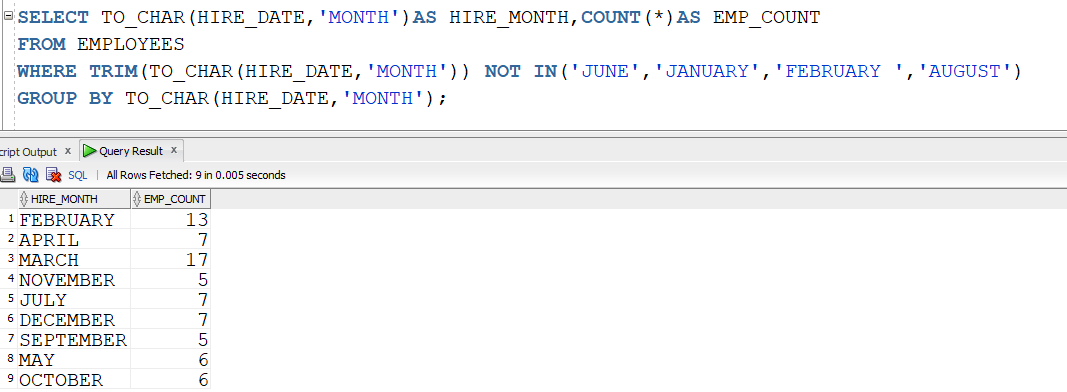 SELECT TO_CHAR(HIRE_DATE,'MONTH')AS HIRE_MONTH,COUNT(*)AS EMP_COUNT
FROM EMPLOYEES
WHERE TRIM(TO_CHAR(HIRE_DATE,'MONTH')) NOT IN('JUNE','JANUARY','FEBRUARY ','AUGUST')
GROUP BY TO_CHAR(HIRE_DATE,'MONTH');
cript Output x Query Result x
SQL | All Rows Fetched: 9 in 0.005 seconds
HIRE_MONTH EMP_COUNT
1 FEBRUARY 13
2 APRIL 7
3 MARCH 17
4 NOVEMBER 5
5 JULY 7
6 DECEMBER 7
7 SEPTEMBER 5
8 MAY 6
9 OCTOBER 6